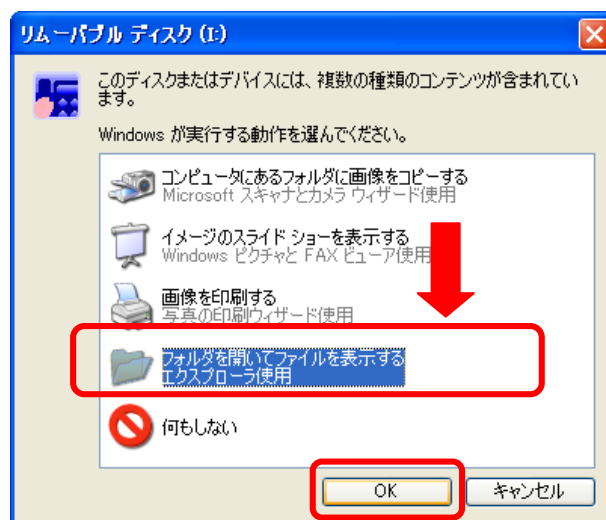 リムーバブル ディスク (I:)
このディスクまたはデバイスには、複数の種類のコンテンツが含まれてい
ます。
Windows が実行する動作を選んでください。
コンピュータにあるフォルダに画像をコピーする
Microsoft スキャナとカメラ ウィザード使用
イメージのスライド ショーを表示する
Windows ピクチャと FAX ビューア使用
画像を印刷する
写真の印刷ウィザード使用
フォルダを開いてファイルを表示する
エクスプローラ使用
何もしない
OK
キャンセル